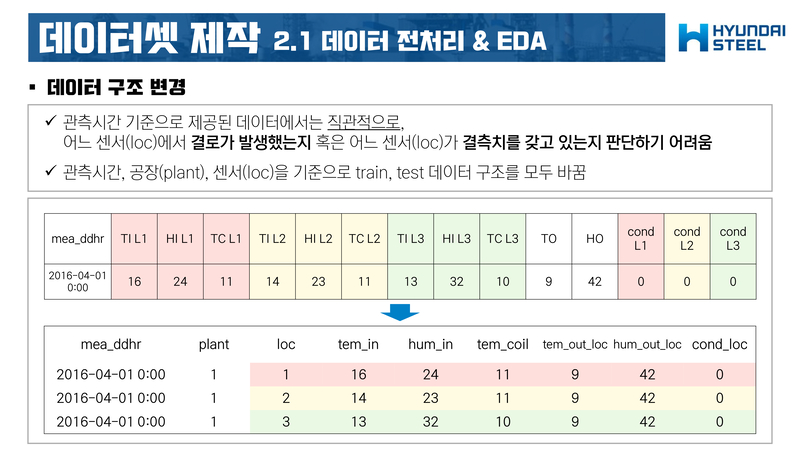 데이터셋 제작 2.1 데이터 전처리 & EDA
HYUNDAI
STEEL
▪ 데이터 구조 변경
✓ 관측시간 기준으로 제공된 데이터에서는 직관적으로,
어느 센서(loc)에서 결로가 발생했는지 혹은 어느 센서(loc)가 결측치를 갖고 있는지 판단하기 어려움
✓ 관측시간, 공장(plant), 센서(loc)을 기준으로 train, test 데이터 구조를 모두 바꿈
mea_ddhr TI L1 HI L1 TC L1 TI L2 HI L2 TC L2 TI L3 HI L3 TC L3 TO HO cond L1 cond L2 cond L3
2016-04-01 0:00 16 24 11 14 23 11 13 32 10 9 42 0 0 0
mea_ddhr plant loc tem_in hum_in tem_coil tem_out_loc hum_out_loc cond_loc
2016-04-01 0:00 1 1 16 24 11 9 42 0
2016-04-01 0:00 1 2 14 23 11 9 42 0
2016-04-01 0:00 1 3 13 32 10 9 42 0